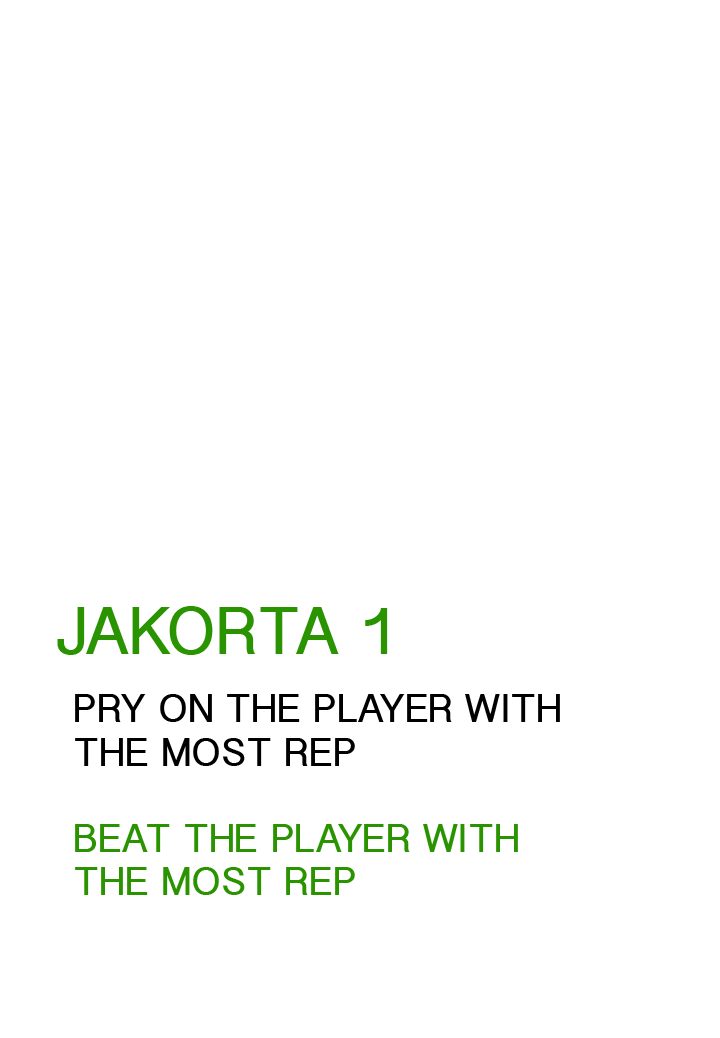 JAKORTA 1
PRY ON THE PLAYER WITH
THE MOST REP
BEAT THE PLAYER WITH
THE MOST REP